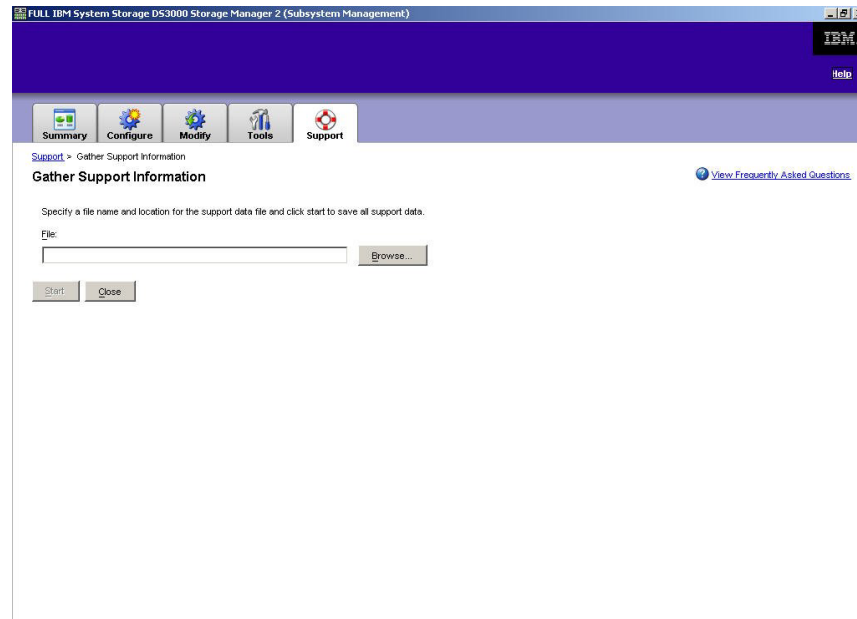 FULL IBM System Storage DS3000 Storage Manager 2 (Subsystem Management)
IBM
Help
Summary
Configure
Modify
Tools
Support
Support > Gather Support Information
Gather Support Information
View Frequently Asked Questions
Specify a file name and location for the support data file and click start to save all support data.
File:
Browse...
Start
Close